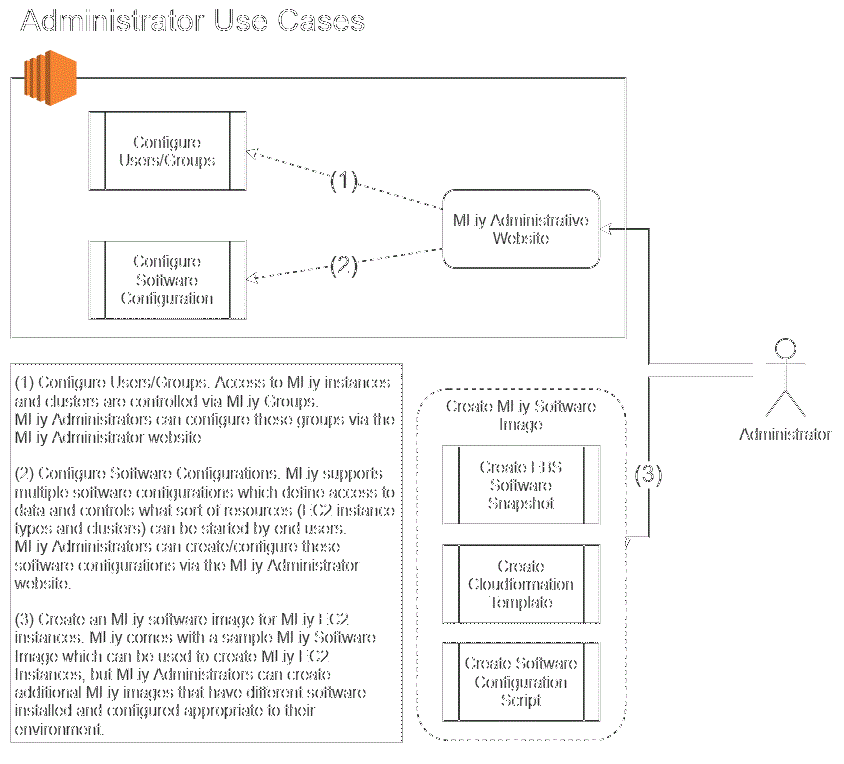 Administrator Use Cases
Configure
Users/Groups
(1)
MLiy Administrative
Website
Configure
Software
Configuration
(2)
(1) Configure Users/Groups. Access to MLiy instances
and clusters are controlled via MLiy Groups.
MLiy Administrators can configure these groups via the
MLiy Administrator website
(2) Configure Software Configurations. MLiy supports
multiple software configurations which define access to
data and controls what sort of resources (EC2 instance
types and clusters) can be started by end users.
MLiy Administrators can create/configure these
software configurations via the MLiy Administrator
website.
(3) Create an MLiy software image for MLiy EC2
instances. MLiy comes with a sample MLiy Software
Image which can be used to create MLiy EC2
Instances, but MLiy Administrators can create
additional MLiy images that have different software
installed and configured appropriate to their
environment.
Create MLiy Software
Image
Create EBS
Software
Snapshot
Create
Cloudformation
Template
Create Software
Configuration
Script
(3)
Administrator